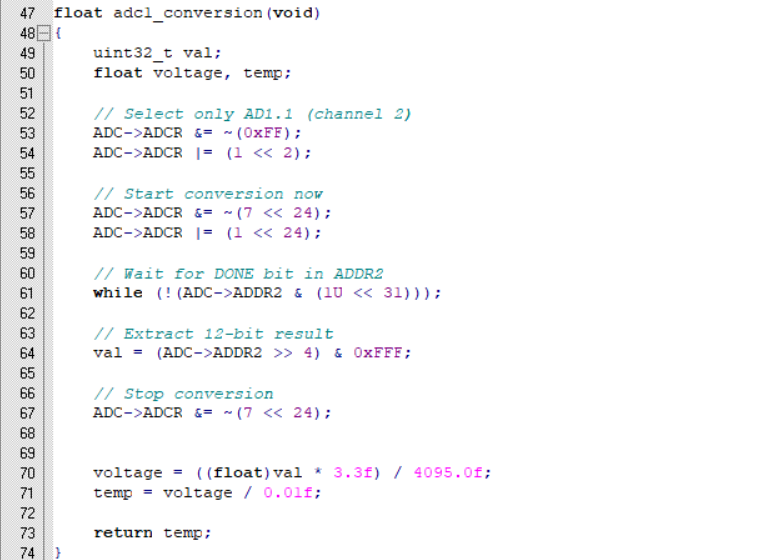 47 float adc1_conversion(void)
48 {
49 uint32_t val;
50 float voltage, temp;
51
52 // Select only AD1.1 (channel 2)
53 ADC->ADCR &= ~(0xFF);
54 ADC->ADCR |= (1 << 2);
55
56 // Start conversion now
57 ADC->ADCR &= ~(7 << 24);
58 ADC->ADCR |= (1 << 24);
59
60 // Wait for DONE bit in ADDR2
61 while (!(ADC->ADDR2 & (1U << 31)));
62
63 // Extract 12-bit result
64 val = (ADC->ADDR2 >> 4) & 0xFFF;
65
66 // Stop conversion
67 ADC->ADCR &= ~(7 << 24);
68
69
70 voltage = ((float)val * 3.3f) / 4095.0f;
71 temp = voltage / 0.01f;
72
73 return temp;
74 }